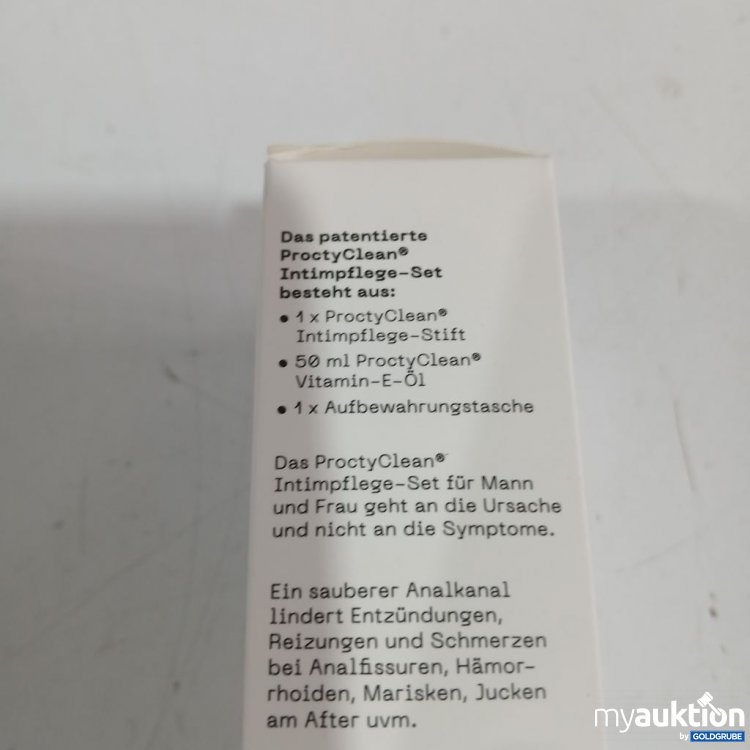 Das patentierte
ProctyClean®
Intimpflege-Set
besteht aus:
• 1 x ProctyClean®
Intimpflege-Stift
• 50 ml ProctyClean®
Vitamin-E-Öl
• 1 x Aufbewahrungstasche
Das ProctyClean®
Intimpflege-Set für Mann
und Frau geht an die Ursache
und nicht an die Symptome.
Ein sauberer Analkanal
lindert Entzündungen,
Reizungen und Schmerzen
bei Analfissuren, Hämor-
rhoiden, Marisken, Jucken
am After uvm.
myauktion
by GOLDGRUBE